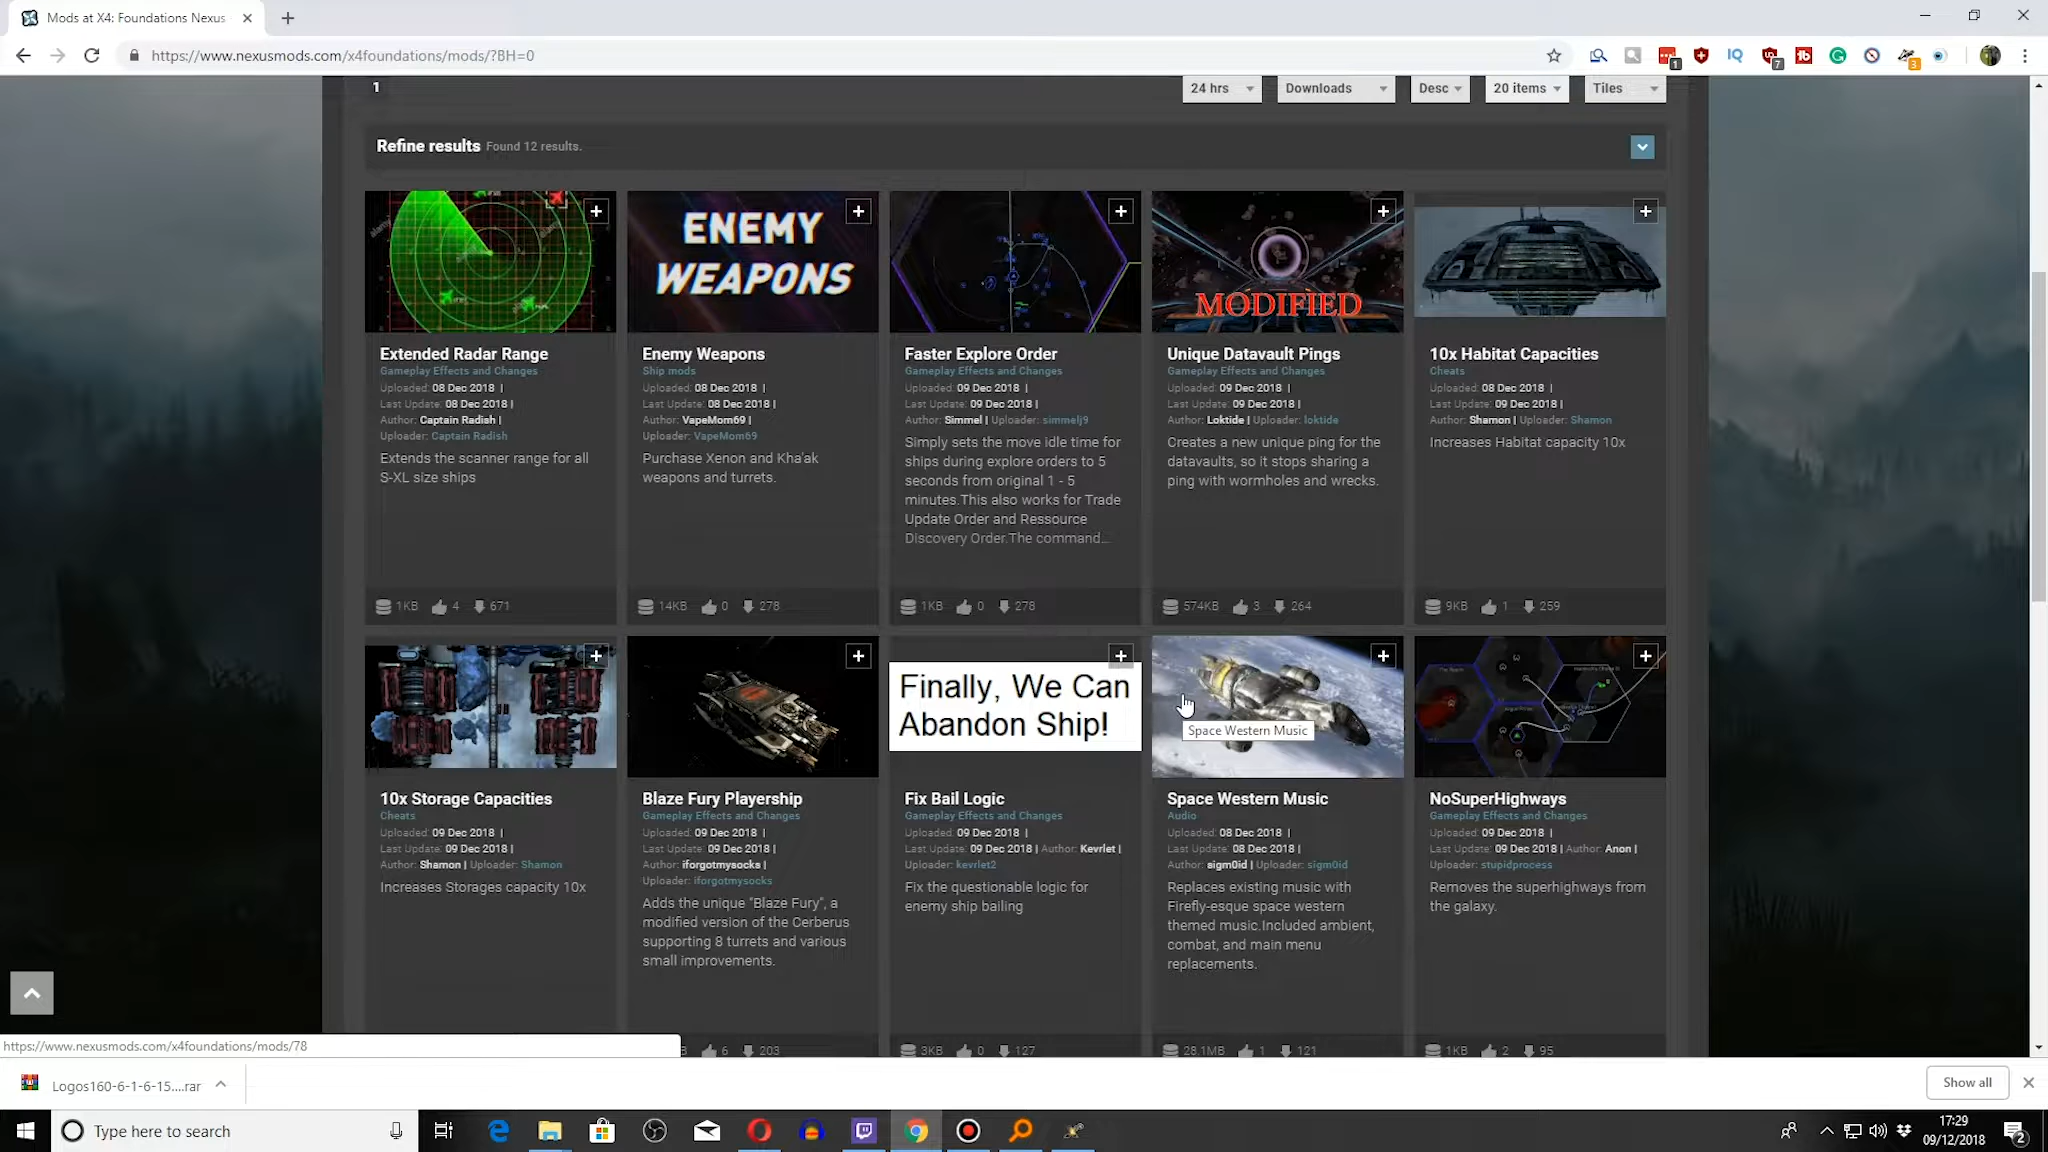 Mods at X4: Foundations Nexus
https://www.nexusmods.com/x4foundations/mods/?BH=0
1
24 hrs
Downloads
Desc
20 items
Tiles
Refine results Found 12 results.
ENEMY
WEAPONS
MODIFIED
Extended Radar Range
Gameplay Effects and Changes
Uploaded: 08 Dec 2018 |
Last Update: 08 Dec 2018 |
Author: Captain Radish |
Uploader: Captain Radish
Extends the scanner range for all
S-XL size ships
1KB 4 671
Enemy Weapons
Ship mods
Uploaded: 08 Dec 2018 |
Last Update: 08 Dec 2018 |
Author: VapeMom69 |
Uploader: VapeMom69
Purchase Xenon and Kha'ak
weapons and turrets.
14KB 0 278
Faster Explore Order
Gameplay Effects and Changes
Uploaded: 09 Dec 2018 |
Last Update: 09 Dec 2018 |
Author: Simmel | Uploader: simmelj9
Simply sets the move idle time for
ships during explore orders to 5
seconds from original 1 - 5
minutes.This also works for Trade
Update Order and Ressource
Discovery Order.The command...
1KB 0 278
Unique Datavault Pings
Gameplay Effects and Changes
Uploaded: 09 Dec 2018 |
Last Update: 09 Dec 2018 |
Author: Loktide | Uploader: loktide
Creates a new unique ping for the
datavaults, so it stops sharing a
ping with wormholes and wrecks.
574KB 3 264
10x Habitat Capacities
Cheats
Uploaded: 08 Dec 2018 |
Last Update: 09 Dec 2018 |
Author: Shamon | Uploader: Shamon
Increases Habitat capacity 10x
9KB 1 259
Finally, We Can
Abandon Ship!
Space Western Music
10x Storage Capacities
Cheats
Uploaded: 09 Dec 2018 |
Last Update: 09 Dec 2018 |
Author: Shamon | Uploader: Shamon
Increases Storages capacity 10x
Blaze Fury Playership
Gameplay Effects and Changes
Uploaded: 09 Dec 2018 |
Last Update: 09 Dec 2018 |
Author: iforgotmysocks |
Uploader: iforgotmysocks
Adds the unique "Blaze Fury", a
modified version of the Cerberus
supporting 8 turrets and various
small improvements.
B 6 203
Fix Bail Logic
Gameplay Effects and Changes
Uploaded: 09 Dec 2018 |
Last Update: 09 Dec 2018 | Author: Kevrlet |
Uploader: kevrlet2
Fix the questionable logic for
enemy ship bailing
3KB 0 127
Space Western Music
Audio
Uploaded: 08 Dec 2018 |
Last Update: 08 Dec 2018 |
Author: sigm0id | Uploader: sigm0id
Replaces existing music with
Firefly-esque space western
themed music.Included ambient,
combat, and main menu
replacements.
28.1MB 1 121
NoSuperHighways
Gameplay Effects and Changes
Uploaded: 09 Dec 2018 |
Last Update: 09 Dec 2018 | Author: Anon |
Uploader: stupidprocess
Removes the superhighways from
the galaxy.
1KB 2 95
https://www.nexusmods.com/x4foundations/mods/78
Logos160-6-1-6-15....rar
Show all
Type here to search
17:29
09/12/2018
2